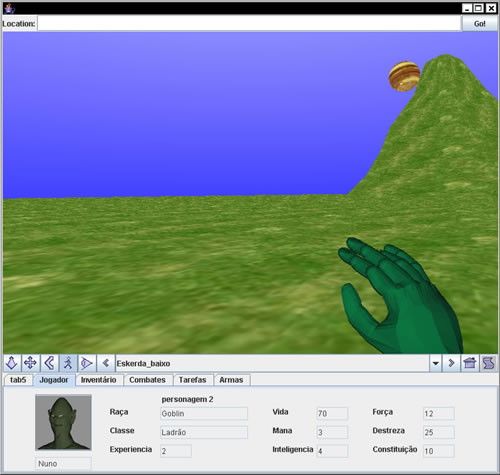 Location: Go!
Eskerda_baixo
tab5 Jogador Inventário Combates Tarefas Armas
personagem 2
Raça Goblin Vida 70 Força 12
Classe Ladrão Mana 3 Destreza 25
Experiencia 2 Inteligencia 4 Constituição 10
Nuno